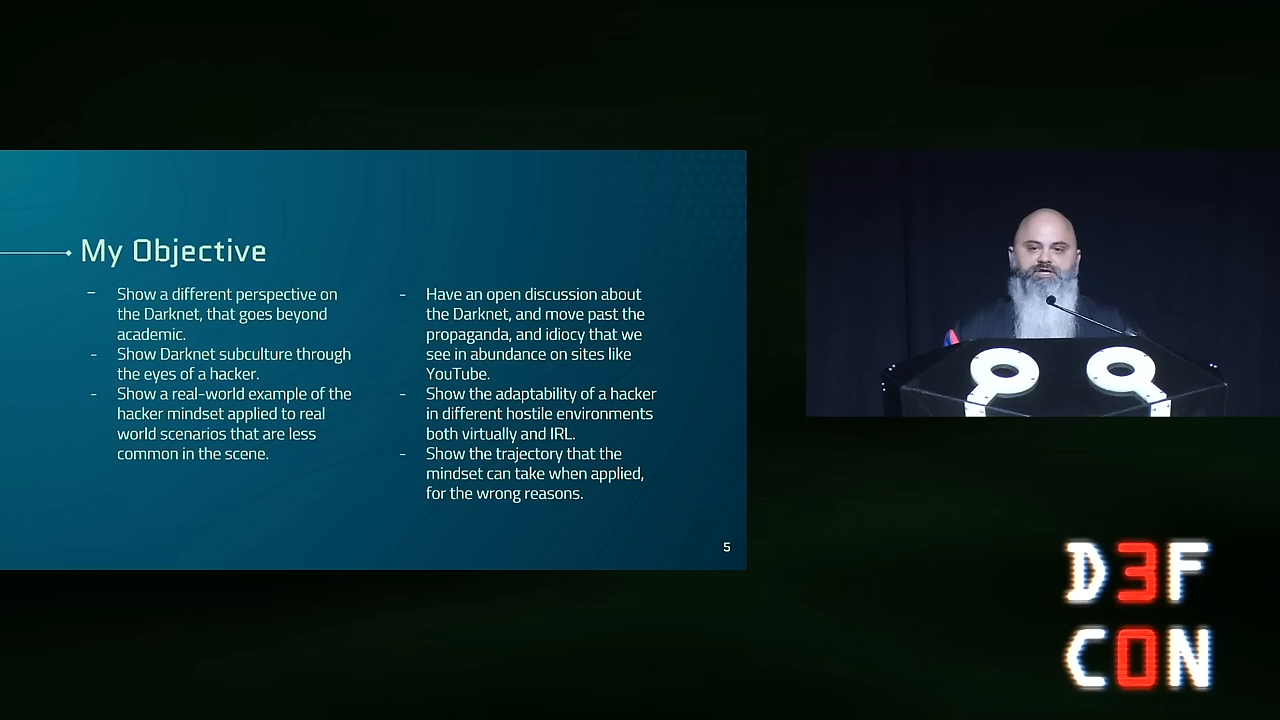 My Objective
– Show a different perspective on
the Darknet, that goes beyond
academic.
- Show Darknet subculture through
the eyes of a hacker.
- Show a real-world example of the
hacker mindset applied to real
world scenarios that are less
common in the scene.
- Have an open discussion about
the Darknet, and move past the
propaganda, and idiocy that we
see in abundance on sites like
YouTube.
- Show the adaptability of a hacker
in different hostile environments
both virtually and IRL.
- Show the trajectory that the
mindset can take when applied,
for the wrong reasons.
5
D3F
C0N